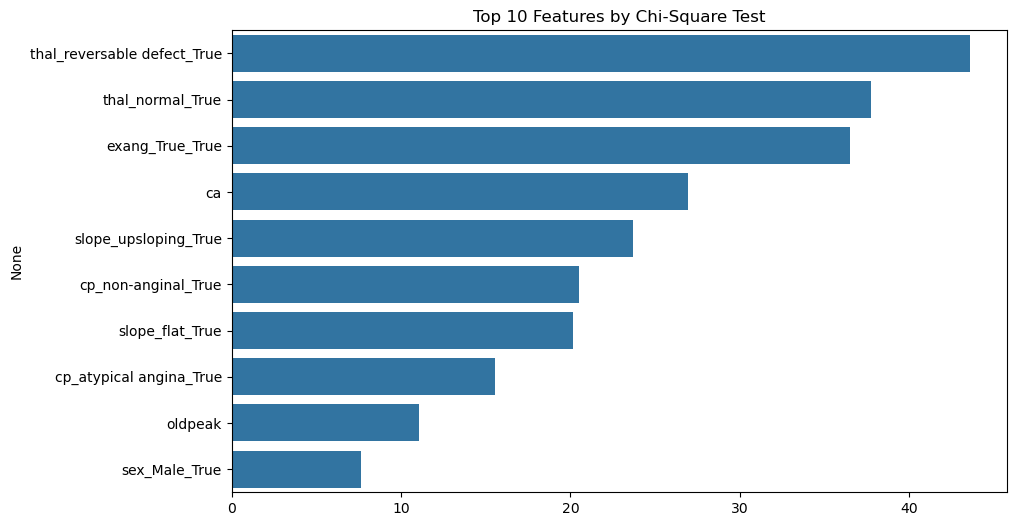 Top 10 Features by Chi-Square Test
thal_reversable defect_True
thal_normal_True
exang_True_True
ca
slope_upsloping_True
cp_non-anginal_True
slope_flat_True
cp_atypical angina_True
oldpeak
sex_Male_True
None
0 10 20 30 40